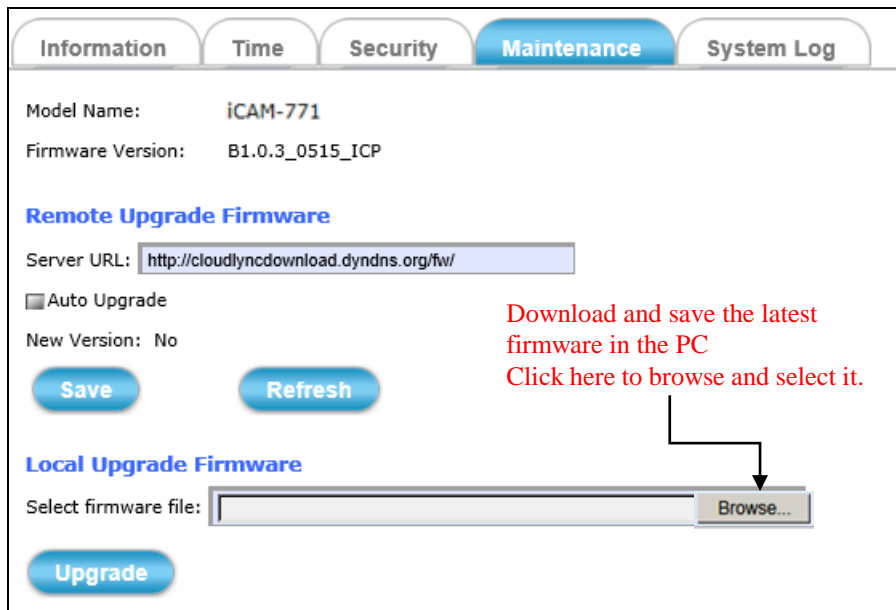 Information Time Security Maintenance System Log
Model Name: iCAM-771
Firmware Version: B1.0.3_0515_ICP
Remote Upgrade Firmware
Server URL: http://cloudlyncdownload.dyndns.org/fw/
Auto Upgrade
New Version: No
Save Refresh
Download and save the latest
firmware in the PC
Click here to browse and select it.
Local Upgrade Firmware
Select firmware file: Browse...
Upgrade